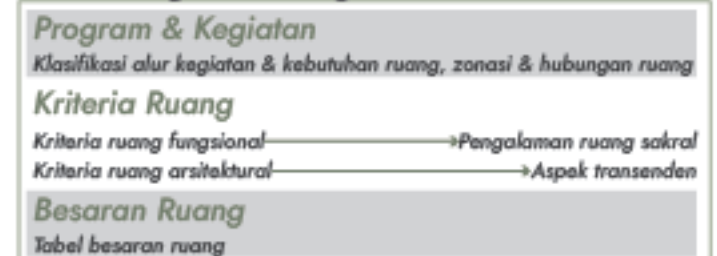 Program & Kegiatan
Klasifikasi alur kegiatan & kebutuhan ruang, zonasi & hubungan ruang
Kriteria Ruang
Kriteria ruang fungsional Pengalaman ruang sakral
Kriteria ruang arsitektural Aspek transenden
Besaran Ruang
Tabel besaran ruang